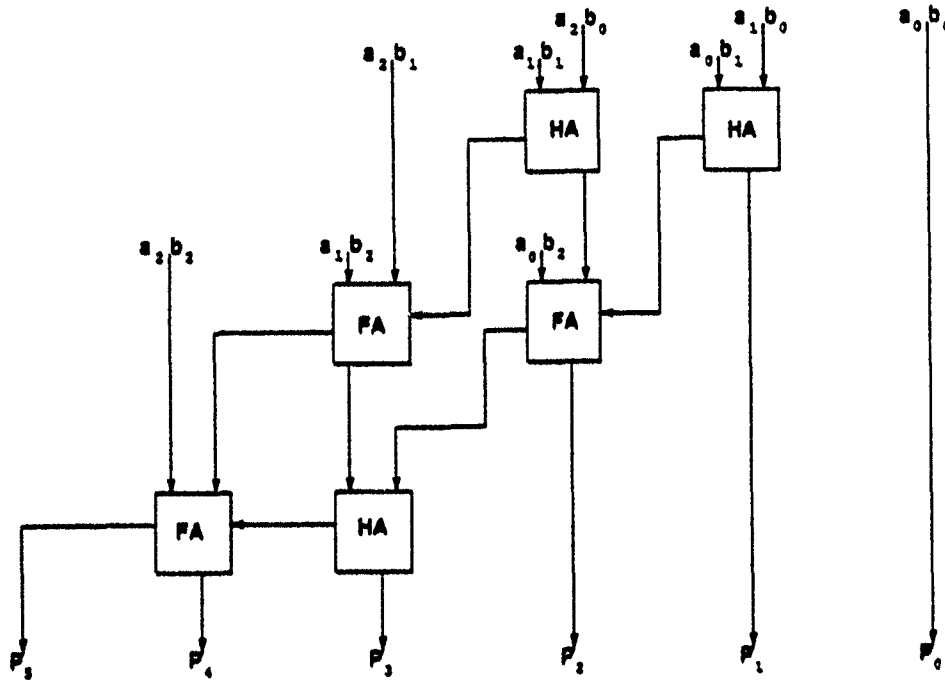 a₂b₀ a₁b₀ a₀b₀
a₂b₁ a₁b₁ a₀b₁
HA HA
a₂b₂ a₁b₂ a₀b₂
FA FA
FA HA
P₅ P₄ P₃ P₂ P₁ P₀